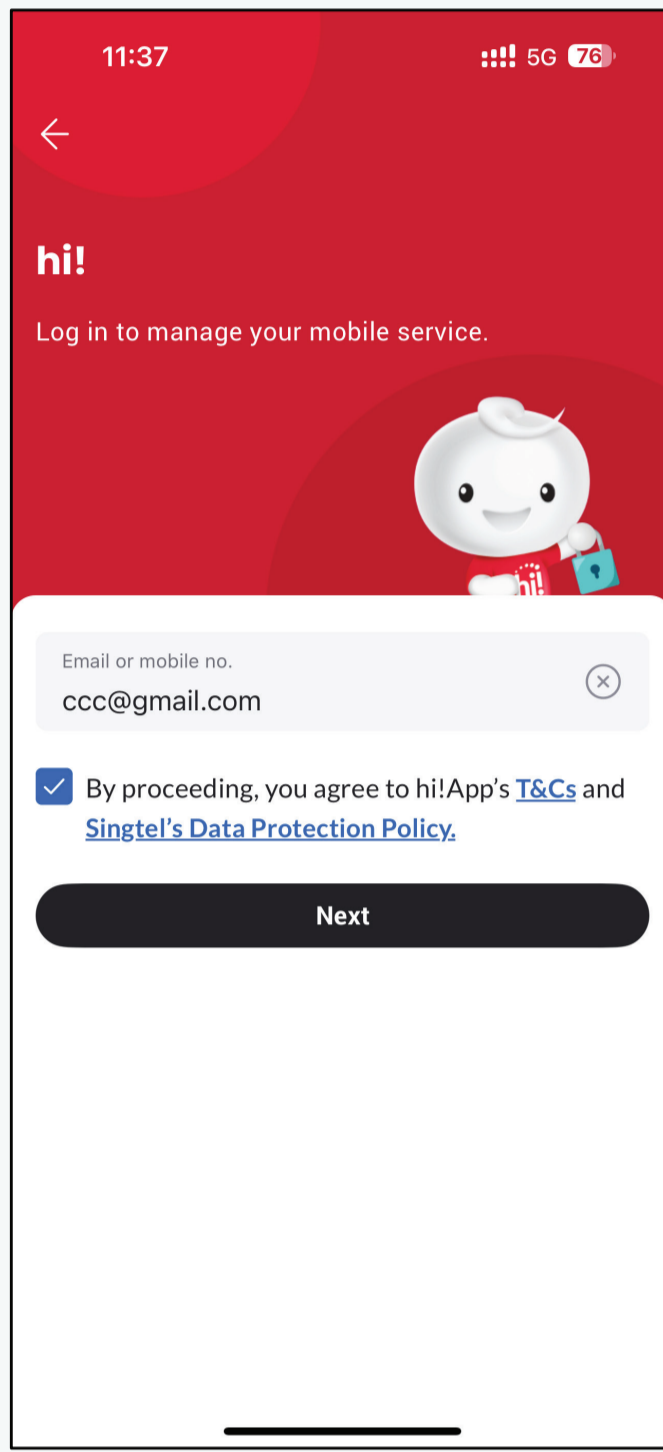 11:37 5G 76
hi!
Log in to manage your mobile service.
hi!
Email or mobile no.
ccc@gmail.com
By proceeding, you agree to hi!App’s T&Cs and
Singtel’s Data Protection Policy.
Next